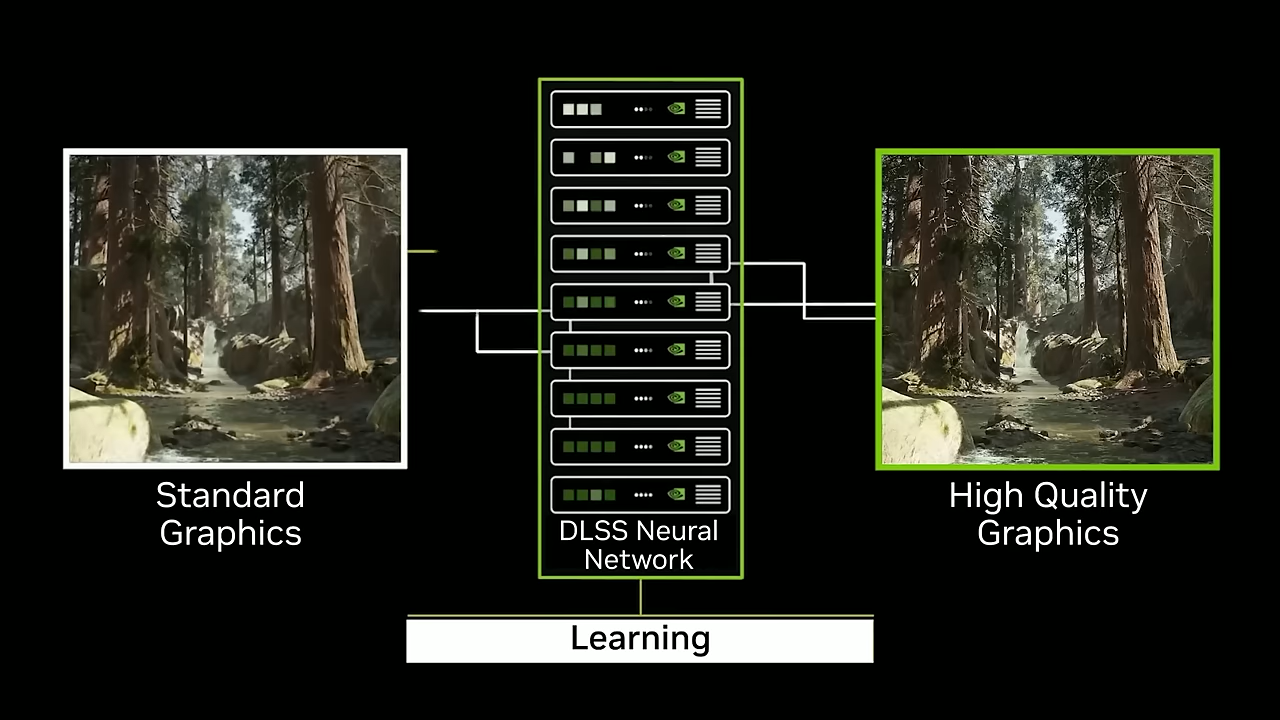 Standard
Graphics
DLSS Neural
Network
High Quality
Graphics
Learning